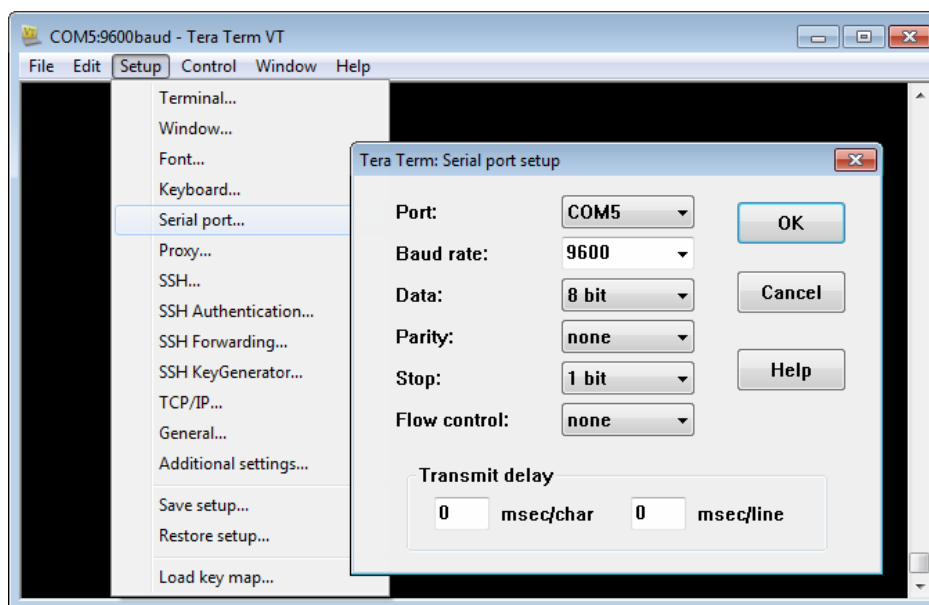 COM5:9600baud - Tera Term VT
File Edit Setup Control Window Help
Terminal...
Window...
Font...
Keyboard...
Serial port...
Proxy...
SSH...
SSH Authentication...
SSH Forwarding...
SSH KeyGenerator...
TCP/IP...
General...
Additional settings...
Save setup...
Restore setup...
Load key map...
Tera Term: Serial port setup
Port: COM5 OK
Baud rate: 9600
Data: 8 bit Cancel
Parity: none
Stop: 1 bit Help
Flow control: none
Transmit delay
0 msec/char 0 msec/line